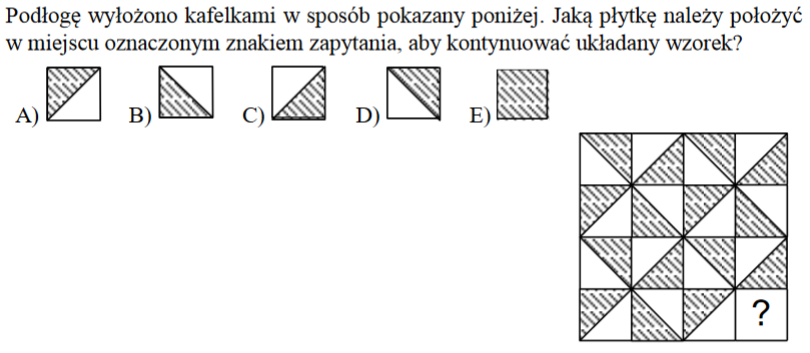 Podłogę wyłożono kafelkami w sposób pokazany poniżej. Jaką płytkę należy położyć
w miejscu oznaczonym znakiem zapytania, aby kontynuować układany wzorek?
A) B) C) D) E)
?